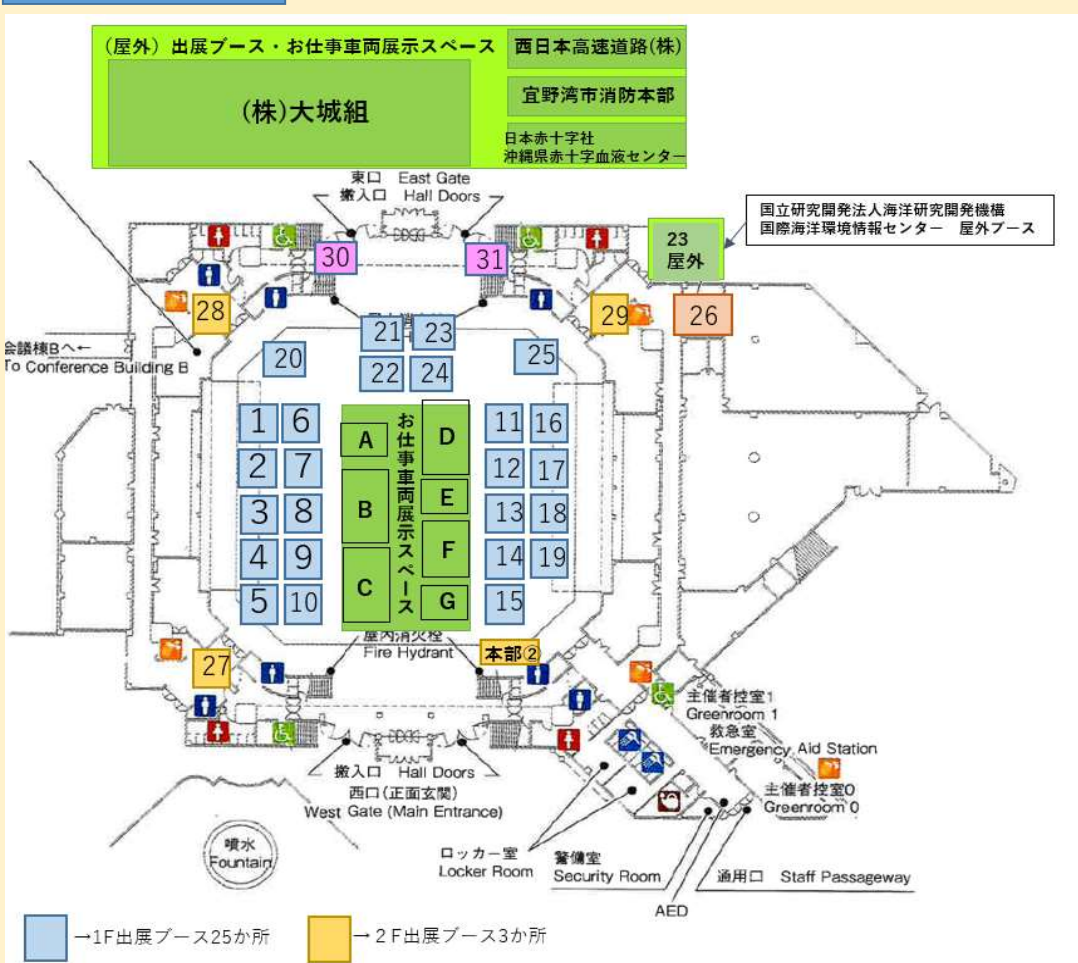 (屋外）出展ブース・お仕事車両展示スペース
(株)大城組
西日本高速道路(株)
宜野湾市消防本部
日本赤十字社
沖縄県赤十字血液センター
東口 East Gate
搬入口 Hall Doors
国立研究開発法人海洋研究開発機構
国際海洋環境情報センター 屋外ブース
23
屋外
30
31
28
29
26
会議棟Bへ←
To Conference Building B
21
23
20
22
24
25
1
6
2
7
3
8
4
9
5
10
お仕事車両展示スペース
A
B
C
D
E
F
G
11
16
12
17
13
18
14
19
15
屋内消火栓
Fire Hydrant
本部②
27
主催者控室1
Greenroom 1
救急室
Emergency Aid Station
主催者控室0
Greenroom 0
搬入口 Hall Doors
西口(正面玄関)
West Gate (Main Entrance)
噴水
Fountain
ロッカー室
Locker Room
警備室
Security Room
通用口 Staff Passageway
AED
→1F出展ブース25か所
→２F出展ブース3か所